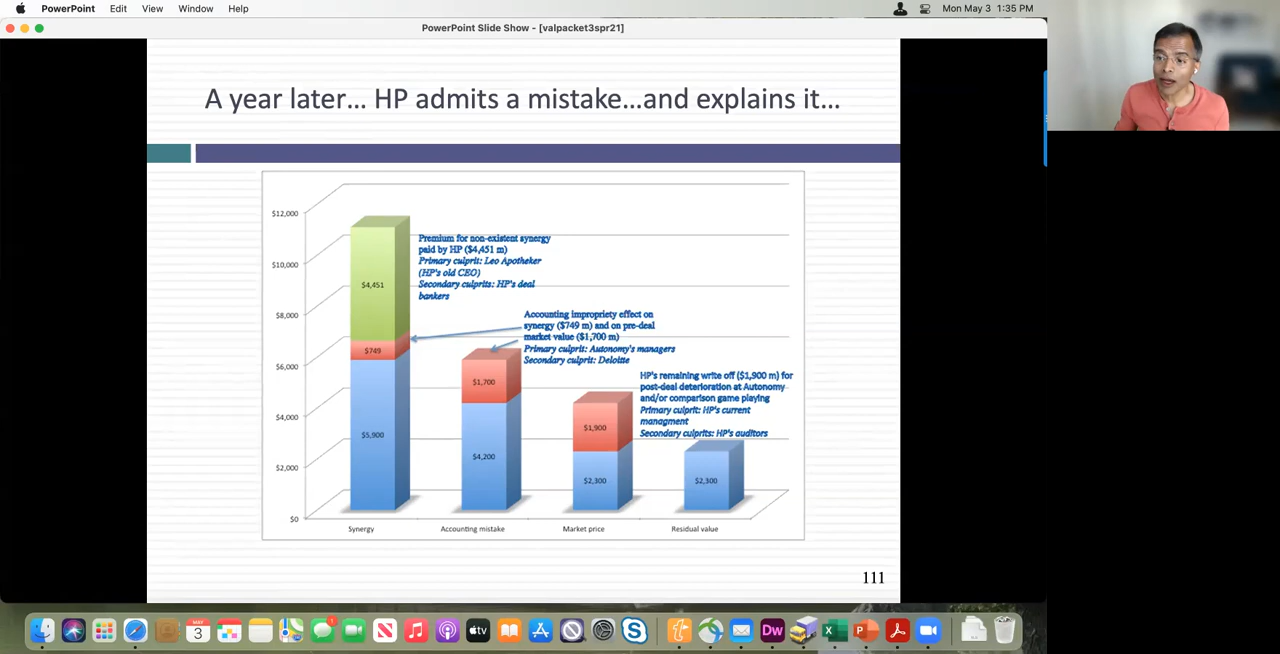 PowerPoint Edit View Window Help Mon May 3 1:35 PM
PowerPoint Slide Show - [valpacket3spr21]
A year later... HP admits a mistake...and explains it...
$12,000
$10,000
$8,000
$6,000
$4,000
$2,000
$0
$4,451
$749
$5,900
$1,700
$4,200
$1,900
$2,300
$2,300
Premium for non-existent synergy
paid by HP ($4,451 m)
Primary culprit: Leo Apotheker
(HP's old CEO)
Secondary culprits: HP's deal
bankers
Accounting impropriety effect on
synergy ($749 m) and on pre-deal
market value ($1,700 m)
Primary culprit: Autonomy's managers
Secondary culprit: Deloitte
HP's remaining write off ($1,900 m) for
post-deal deterioration at Autonomy
and/or comparison game playing
Primary culprit: HP's current
managment
Secondary culprits: HP's auditors
Synergy Accounting mistake Market price Residual value
111
MAY
3
1
tv
Dw